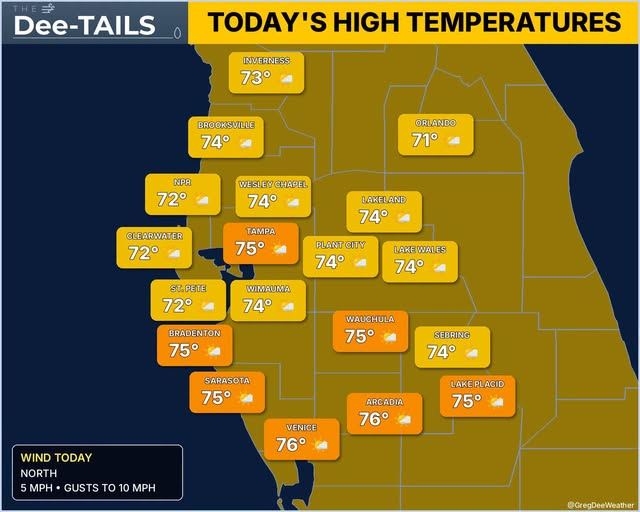 THE
Dee-TAILS
TODAY'S HIGH TEMPERATURES
INVERNESS
73°
BROOKSVILLE
74°
ORLANDO
71°
NPR
72°
WESLEY CHAPEL
74°
LAKELAND
74°
CLEARWATER
72°
TAMPA
75°
PLANT CITY
74°
LAKE WALES
74°
ST. PETE
72°
WIMAUMA
74°
BRADENTON
75°
WAUCHULA
75°
SEBRING
74°
SARASOTA
75°
LAKE PLACID
75°
ARCADIA
76°
VENICE
76°
WIND TODAY
NORTH
5 MPH • GUSTS TO 10 MPH
@GregDeeWeather